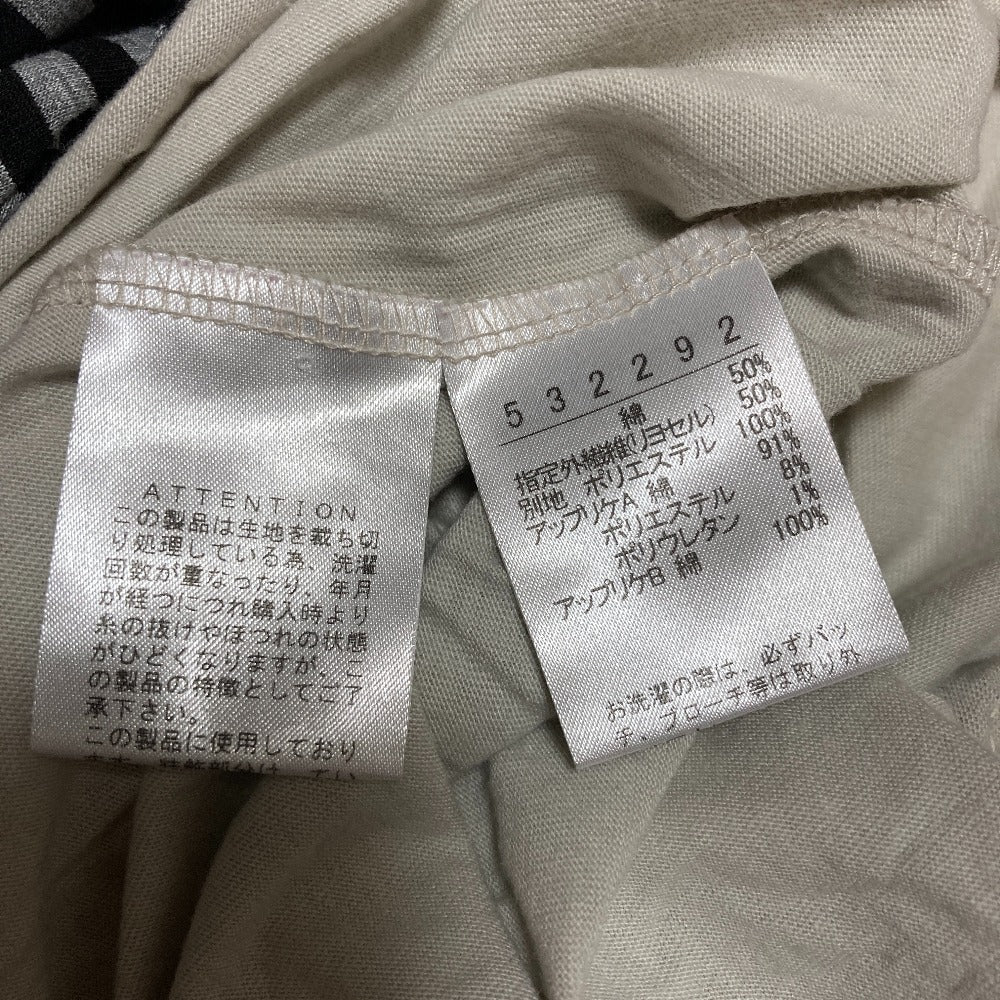 ATTENTION
この製品は生地を裁ち切
り処理している為、洗濯
回数が重なったり、年月
が経つにつれ購入時より
糸の抜けやほつれの状態
がひどくなりますが、こ
の製品の特徴としてご了
承下さい。
この製品に使用しており
532292
綿 50%
指定外繊維(リヨセル) 50%
別地 ポリエステル 100%
アップリケA 綿 91%
ポリエステル 8%
ポリウレタン 1%
アップリケB 綿 100%
お洗濯の際は、必ずバッ
チ、ブローチ等は取り外